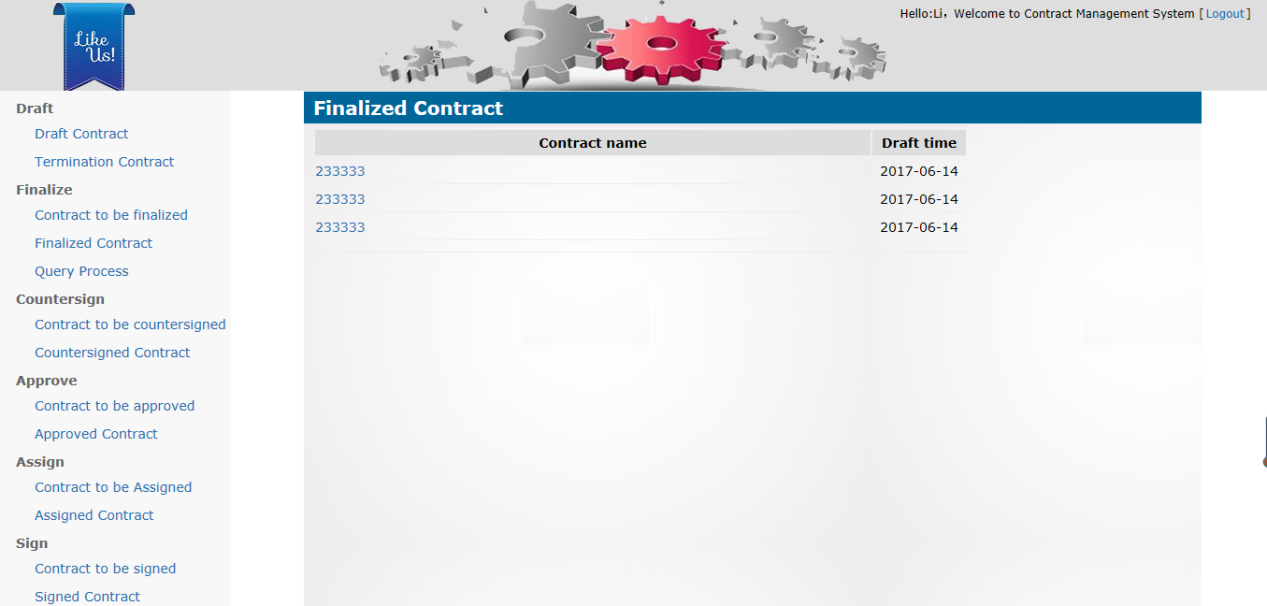 Like
Us!
Hello:Li，Welcome to Contract Management System [Logout]
Draft
Draft Contract
Termination Contract
Finalize
Contract to be finalized
Finalized Contract
Query Process
Countersign
Contract to be countersigned
Countersigned Contract
Approve
Contract to be approved
Approved Contract
Assign
Contract to be Assigned
Assigned Contract
Sign
Contract to be signed
Signed Contract
Finalized Contract
Contract name Draft time
233333 2017-06-14
233333 2017-06-14
233333 2017-06-14